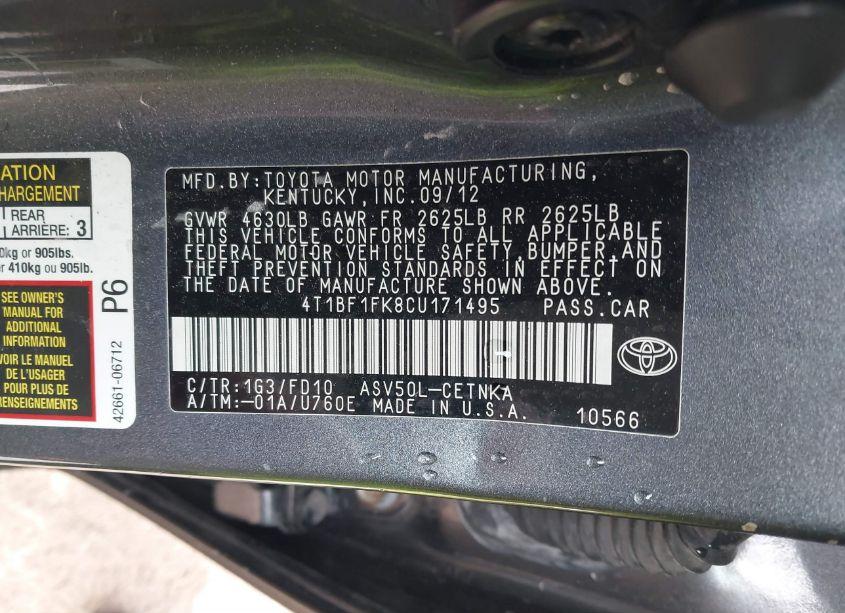 ATION
HARGEMENT
REAR
ARRIÈRE: 3
0kg or 905lbs.
er 410kg ou 905lb.
SEE OWNER'S
MANUAL FOR
ADDITIONAL
INFORMATION
VOIR LE MANUEL
DE L'USAGER
POUR PLUS DE
RENSEIGNEMENTS
P6
42661-06712
MFD.BY:TOYOTA MOTOR MANUFACTURING,
KENTUCKY,INC.09/12
GVWR 4630LB GAWR FR 2625LB RR 2625LB
THIS VEHICLE CONFORMS TO ALL APPLICABLE
FEDERAL MOTOR VEHICLE SAFETY,BUMPER,AND
THEFT PREVENTION STANDARDS IN EFFECT ON
THE DATE OF MANUFACTURE SHOWN ABOVE.
4T1BF1FK8CU171495 PASS.CAR
C/TR:1G3/FD10 ASV50L-CETNKA
A/TM:-01A/U760E MADE IN U.S.A. 10566